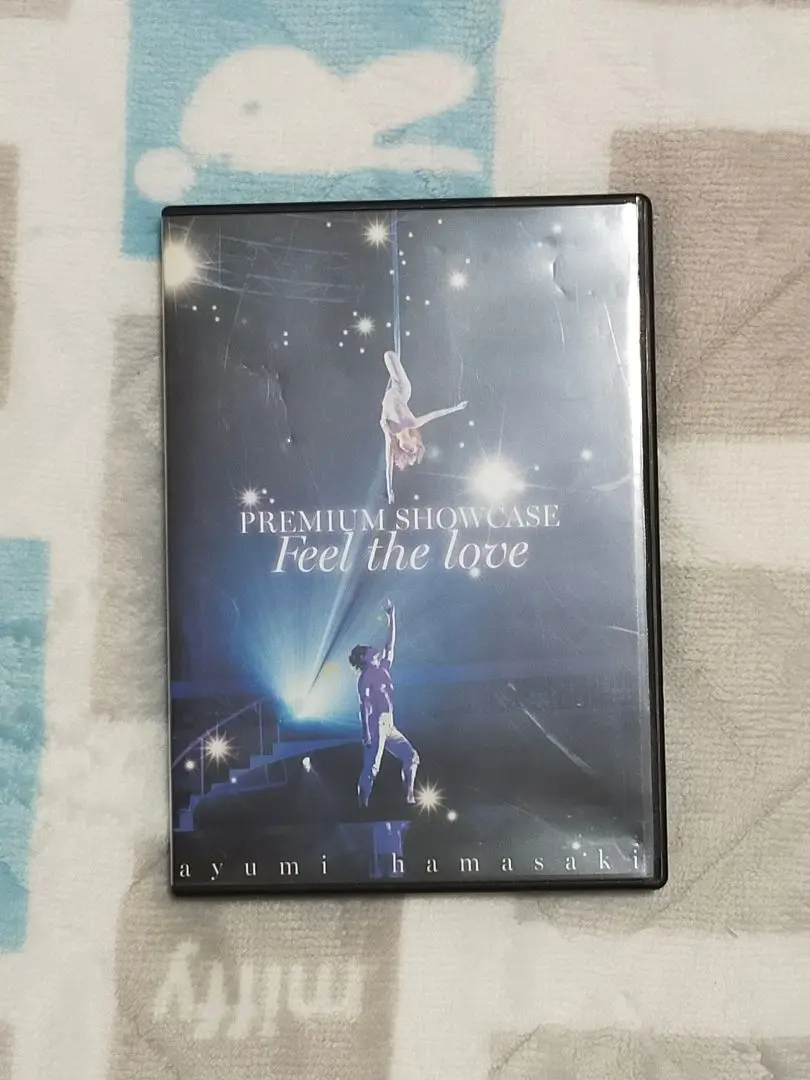 PREMIUM SHOWCASE
Feel the love
ayumi hamasaki
miffy